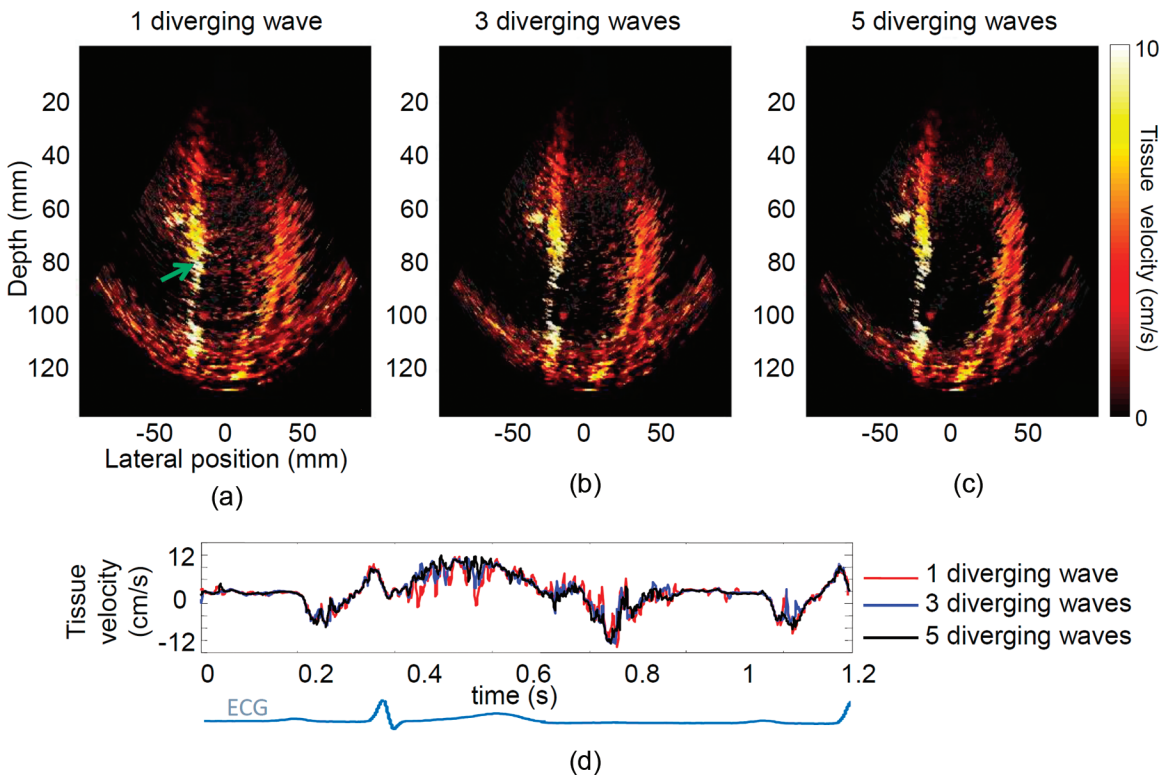 1 diverging wave
3 diverging waves
5 diverging waves
Depth (mm)
20
40
60
80
100
120
-50 0 50
Lateral position (mm)
(a)
20
40
60
80
100
120
-50 0 50
(b)
20
40
60
80
100
120
-50 0 50
(c)
10
0
Tissue velocity (cm/s)
Tissue
velocity
(cm/s)
12
0
-12
0 0.2 0.4 0.6 0.8 1 1.2
time (s)
1 diverging wave
3 diverging waves
5 diverging waves
ECG
(d)